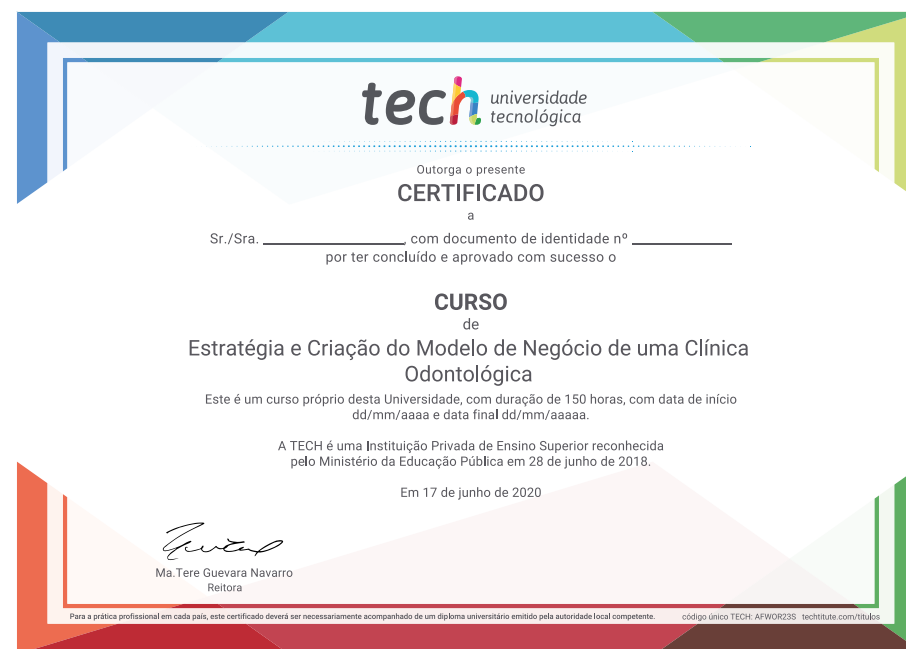 tech universidade
tecnológica
Outorga o presente
CERTIFICADO
a
Sr./Sra. ____________________, com documento de identidade nº ______________
por ter concluído e aprovado com sucesso o
CURSO
de
Estratégia e Criação do Modelo de Negócio de uma Clínica
Odontológica
Este é um curso próprio desta Universidade, com duração de 150 horas, com data de início
dd/mm/aaaa e data final dd/mm/aaaaa.
A TECH é uma Instituição Privada de Ensino Superior reconhecida
pelo Ministério da Educação Pública em 28 de junho de 2018.
Em 17 de junho de 2020
Ma.Tere Guevara Navarro
Reitora
Para a prática profissional em cada país, este certificado deverá ser necessariamente acompanhado de um diploma universitário emitido pela autoridade local competente. código único TECH: AFWOR23S techtitute.com/titulos